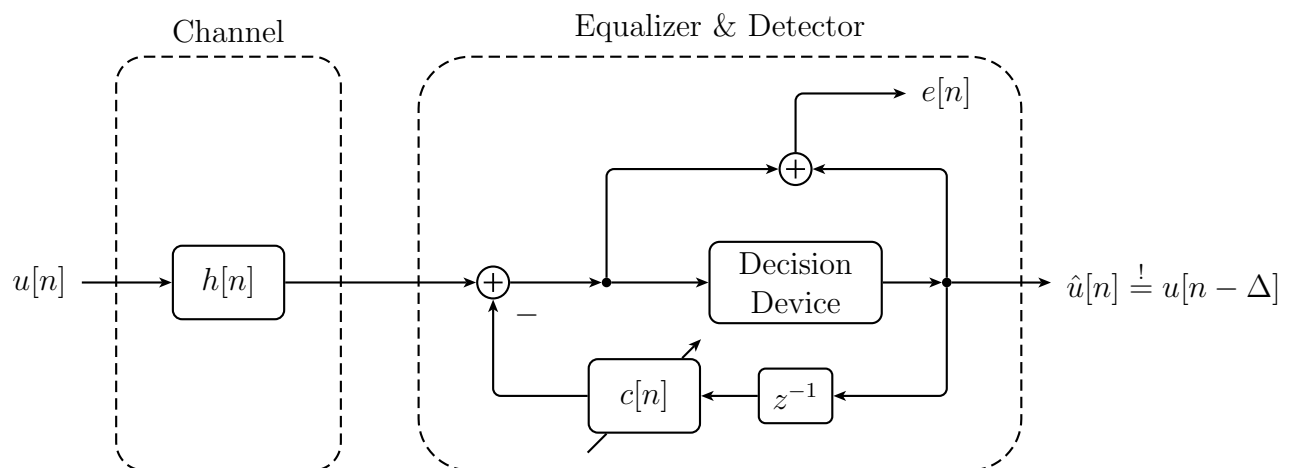 Channel
Equalizer & Detector
e[n]
+
u[n]
h[n]
+
−
Decision
Device
û[n] =! u[n − Δ]
c[n]
z⁻¹